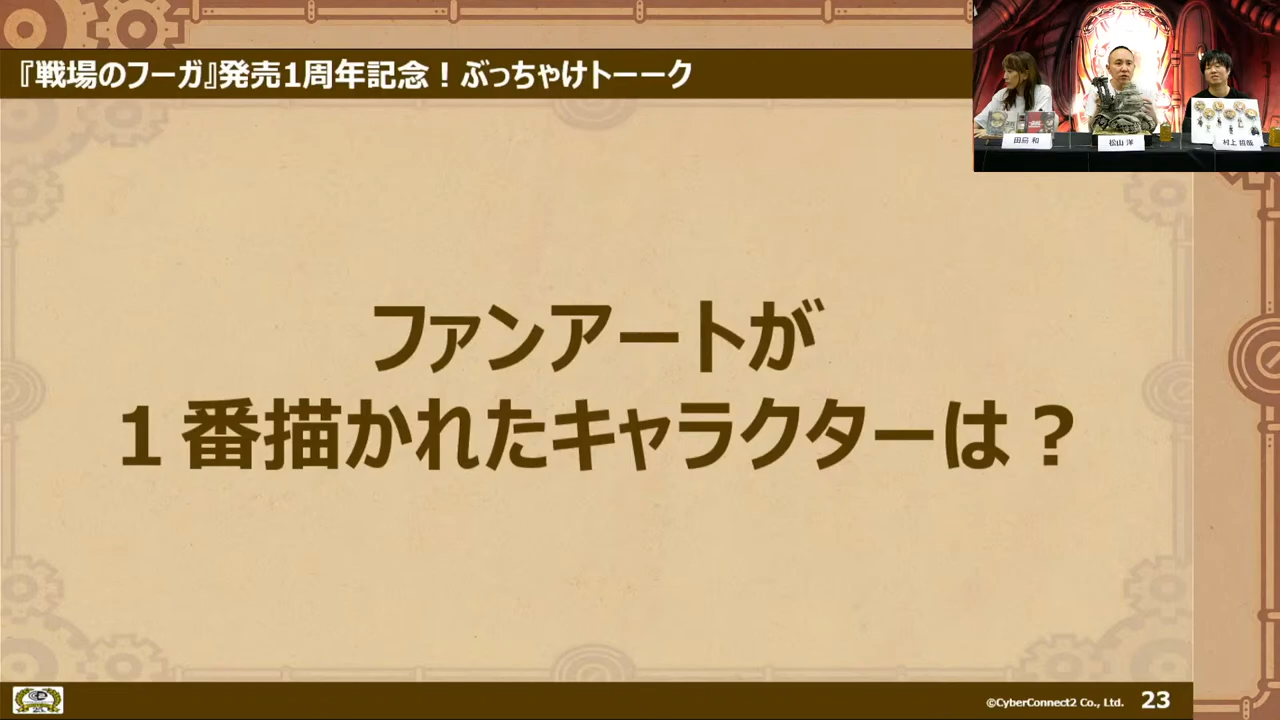 『戦場のフーガ』発売1周年記念！ぶっちゃけトーーク
田島 和
松山 洋
村上 哲哉
ファンアートが
１番描かれたキャラクターは？
©CyberConnect2 Co., Ltd.
23